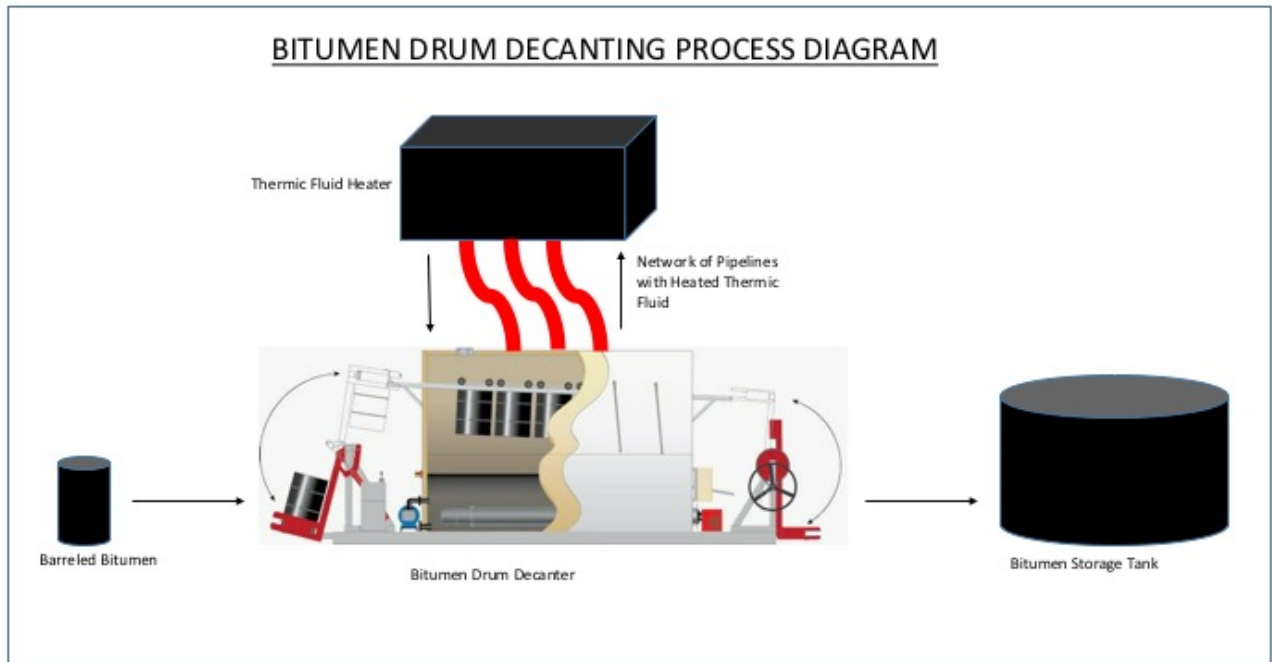 BITUMEN DRUM DECANTING PROCESS DIAGRAM
Thermic Fluid Heater
Network of Pipelines
with Heated Thermic
Fluid
Barreled Bitumen
Bitumen Drum Decanter
Bitumen Storage Tank